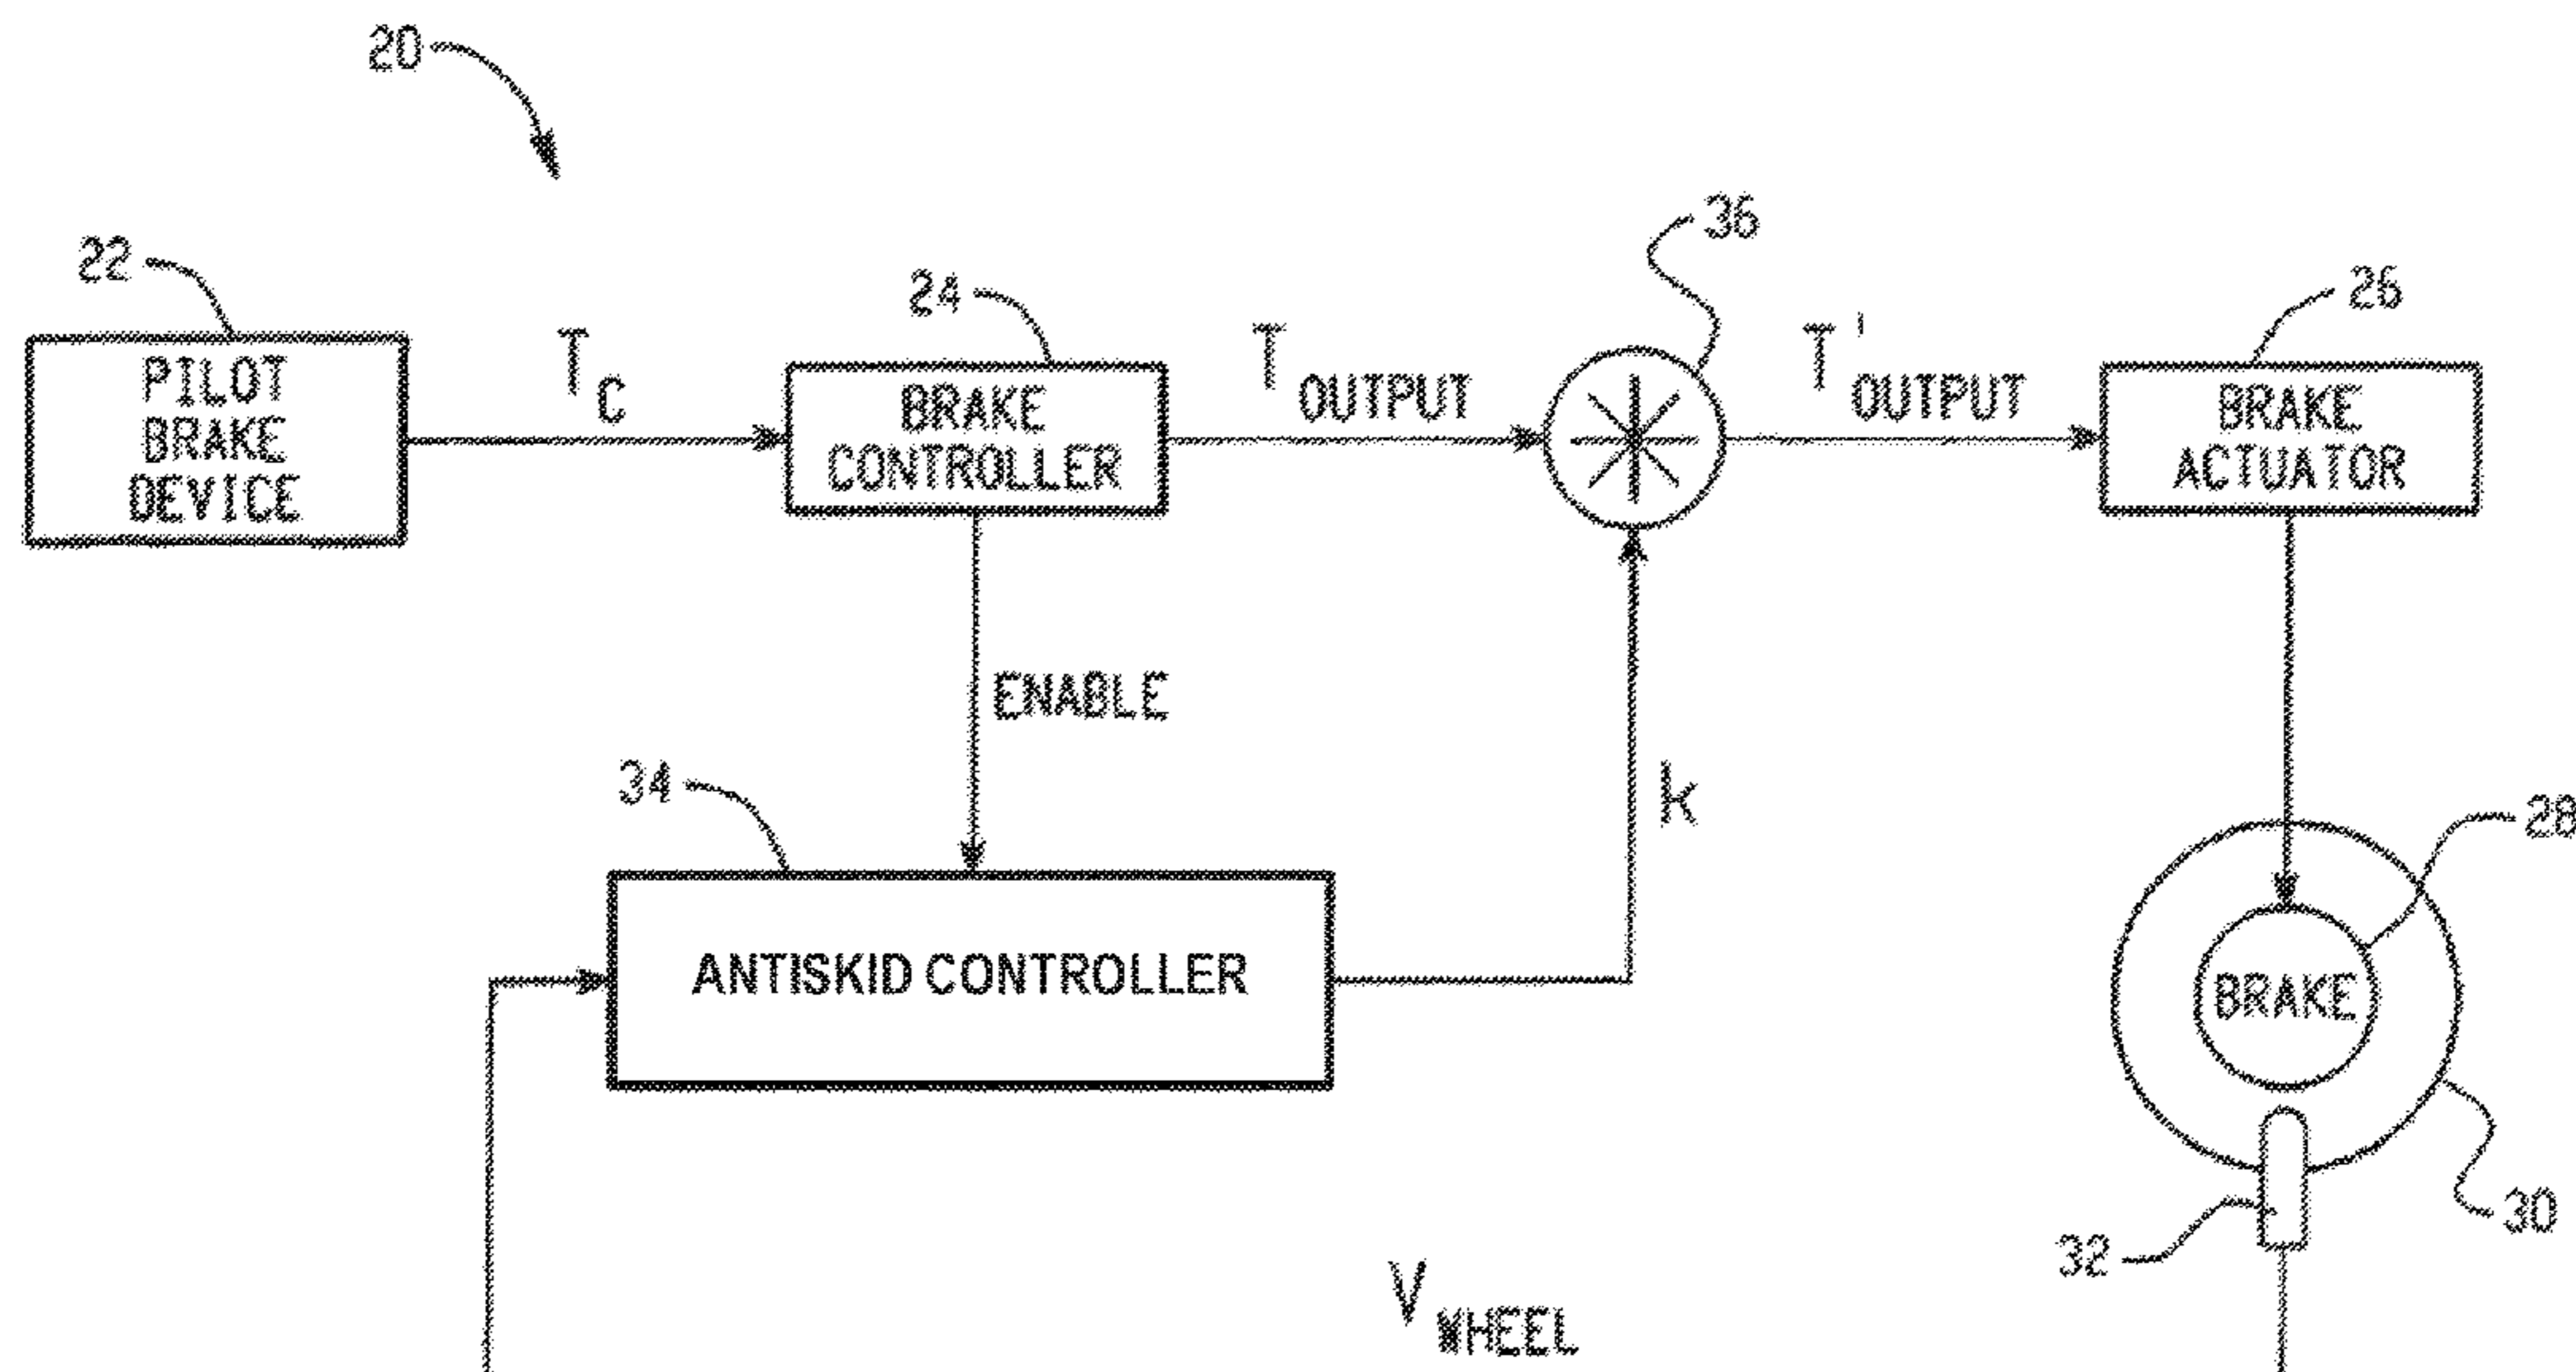 20
22
PILOT
BRAKE
DEVICE
T C
24
BRAKE
CONTROLLER
T OUTPUT
36
T' OUTPUT
26
BRAKE
ACTUATOR
ENABLE
34
ANTISKID CONTROLLER
k
28
BRAKE
30
32
V WHEEL